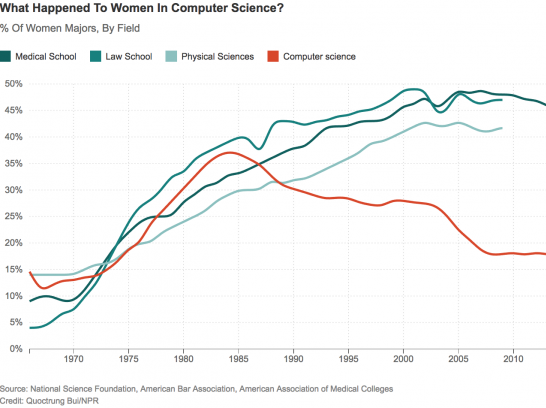 What Happened To Women In Computer Science?
% Of Women Majors, By Field
Medical School Law School Physical Sciences Computer science
50%
45%
40%
35%
30%
25%
20%
15%
10%
5%
0%
1970 1975 1980 1985 1990 1995 2000 2005 2010
Source: National Science Foundation, American Bar Association, American Association of Medical Colleges
Credit: Quoctrung Bui/NPR